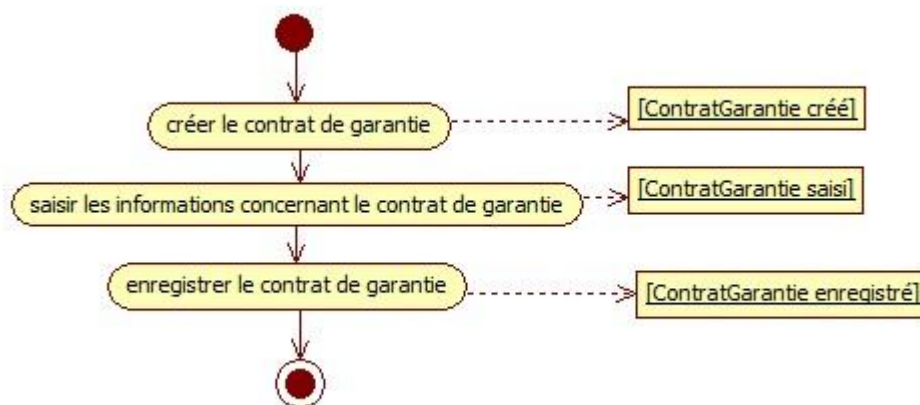 créer le contrat de garantie
[ContratGarantie créé]
saisir les informations concernant le contrat de garantie
[ContratGarantie saisi]
enregistrer le contrat de garantie
[ContratGarantie enregistré]